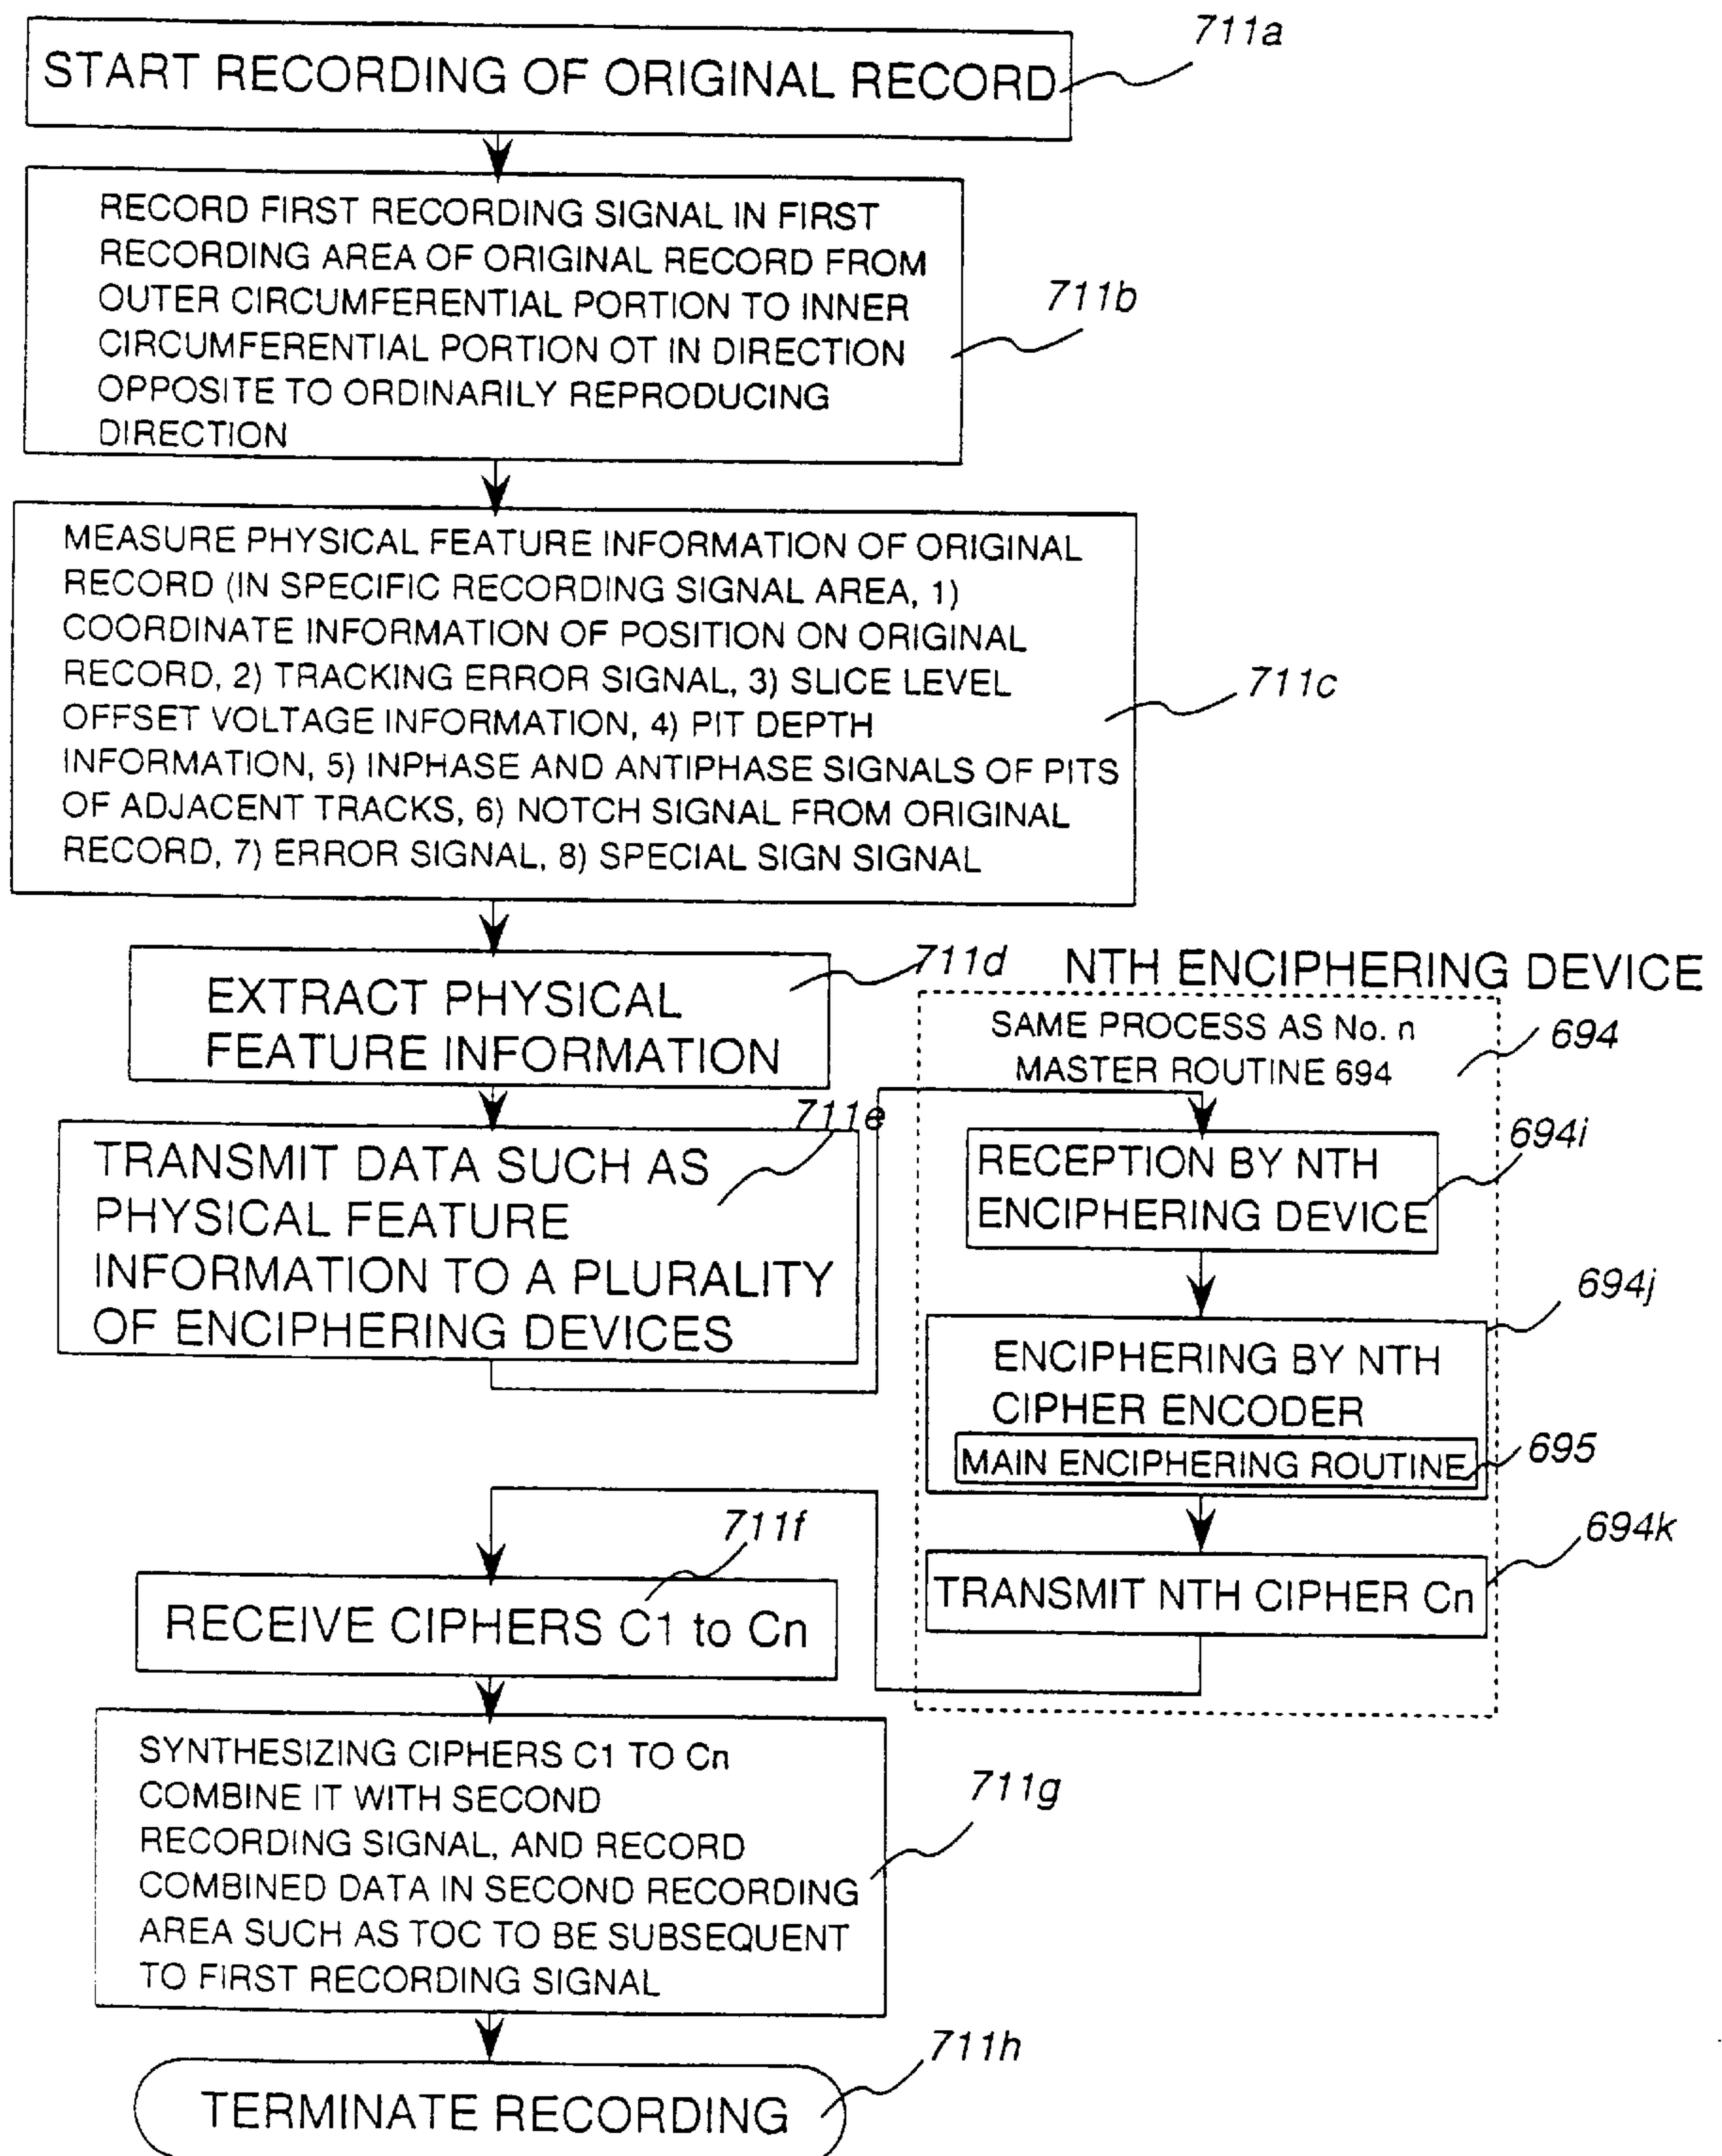 711a
START RECORDING OF ORIGINAL RECORD
RECORD FIRST RECORDING SIGNAL IN FIRST
RECORDING AREA OF ORIGINAL RECORD FROM
OUTER CIRCUMFERENTIAL PORTION TO INNER
CIRCUMFERENTIAL PORTION OT IN DIRECTION
OPPOSITE TO ORDINARILY REPRODUCING
DIRECTION
711b
MEASURE PHYSICAL FEATURE INFORMATION OF ORIGINAL
RECORD (IN SPECIFIC RECORDING SIGNAL AREA, 1)
COORDINATE INFORMATION OF POSITION ON ORIGINAL
RECORD, 2) TRACKING ERROR SIGNAL, 3) SLICE LEVEL
OFFSET VOLTAGE INFORMATION, 4) PIT DEPTH
INFORMATION, 5) INPHASE AND ANTIPHASE SIGNALS OF PITS
OF ADJACENT TRACKS, 6) NOTCH SIGNAL FROM ORIGINAL
RECORD, 7) ERROR SIGNAL, 8) SPECIAL SIGN SIGNAL
711c
EXTRACT PHYSICAL
FEATURE INFORMATION
711d
TRANSMIT DATA SUCH AS
PHYSICAL FEATURE
INFORMATION TO A PLURALITY
OF ENCIPHERING DEVICES
711e
NTH ENCIPHERING DEVICE
SAME PROCESS AS No. n
MASTER ROUTINE 694
694
RECEPTION BY NTH
ENCIPHERING DEVICE
694i
ENCIPHERING BY NTH
CIPHER ENCODER
694j
MAIN ENCIPHERING ROUTINE
695
TRANSMIT NTH CIPHER Cn
694k
711f
RECEIVE CIPHERS C1 to Cn
SYNTHESIZING CIPHERS C1 TO Cn
COMBINE IT WITH SECOND
RECORDING SIGNAL, AND RECORD
COMBINED DATA IN SECOND RECORDING
AREA SUCH AS TOC TO BE SUBSEQUENT
TO FIRST RECORDING SIGNAL
711g
TERMINATE RECORDING
711h